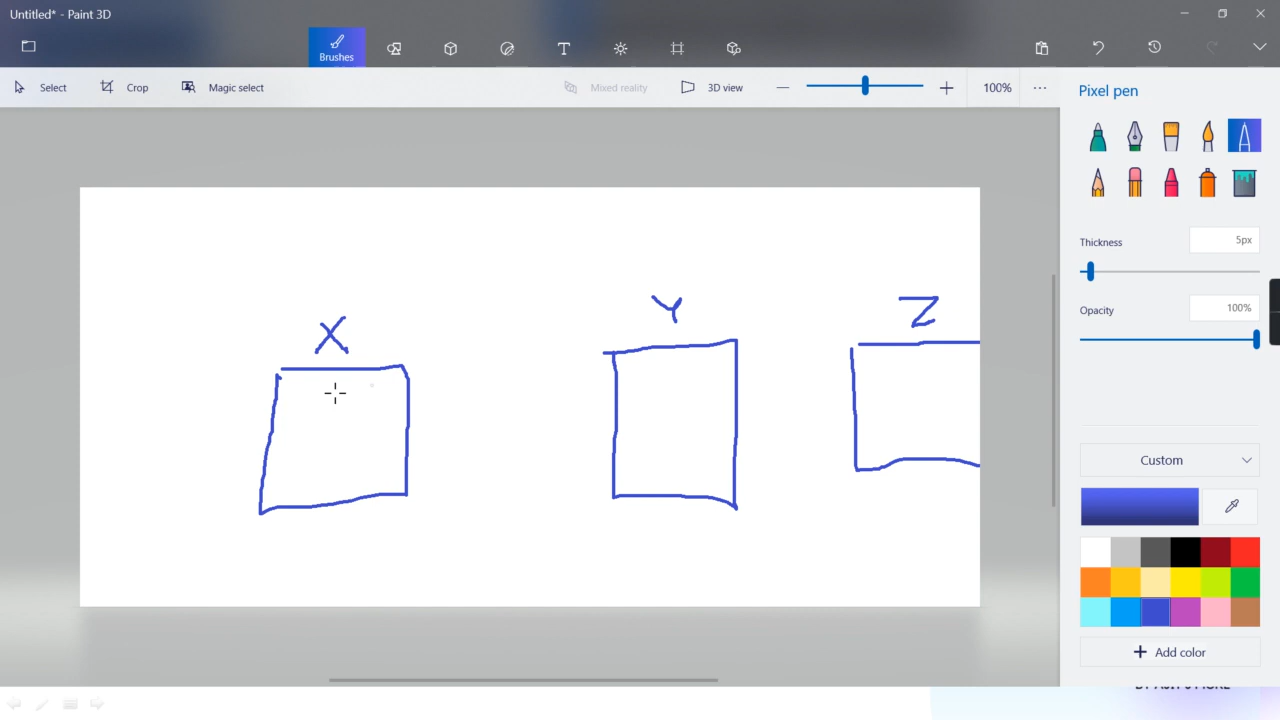 Untitled* - Paint 3D
Brushes
Select
Crop
Magic select
Mixed reality
3D view
100%
Pixel pen
Thickness
5px
Opacity
100%
X
Y
Z
Custom
Add color